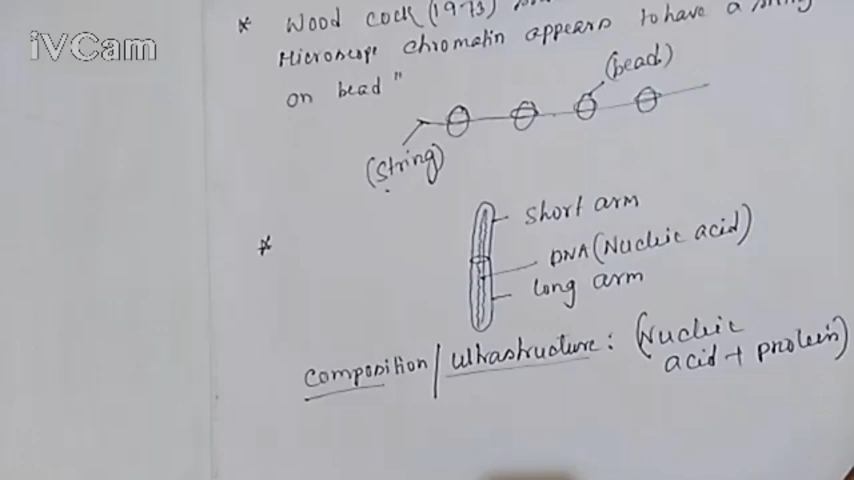 iVCam
* Wood cock (1973)
Microscope chromatin appears to have a string
on bead"
(bead)
(string)
*
short arm
DNA (Nucleic acid)
long arm
Composition / Ultrastructure : (Nucleic
acid + protein)